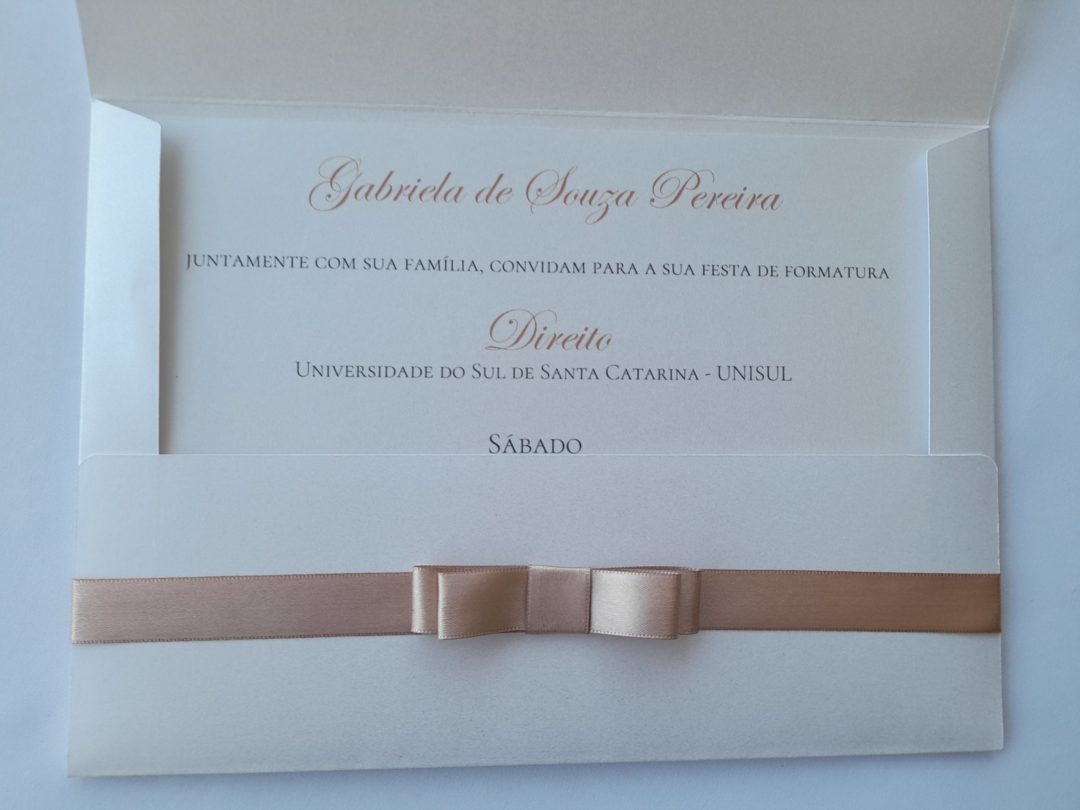 Gabriela de Souza Pereira
JUNTAMENTE COM SUA FAMÍLIA, CONVIDAM PARA A SUA FESTA DE FORMATURA
Direito
UNIVERSIDADE DO SUL DE SANTA CATARINA - UNISUL
SÁBADO